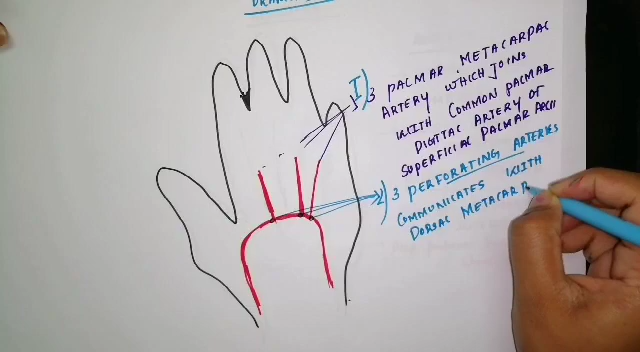 I) 3 PALMAR METACARPAL
ARTERY WHICH JOINS
WITH COMMON PALMAR
DIGITAL ARTERY OF
SUPERFICIAL PALMAR ARCH
2) 3 PERFORATING ARTERIES
COMMUNICATES WITH
DORSAL METACARP